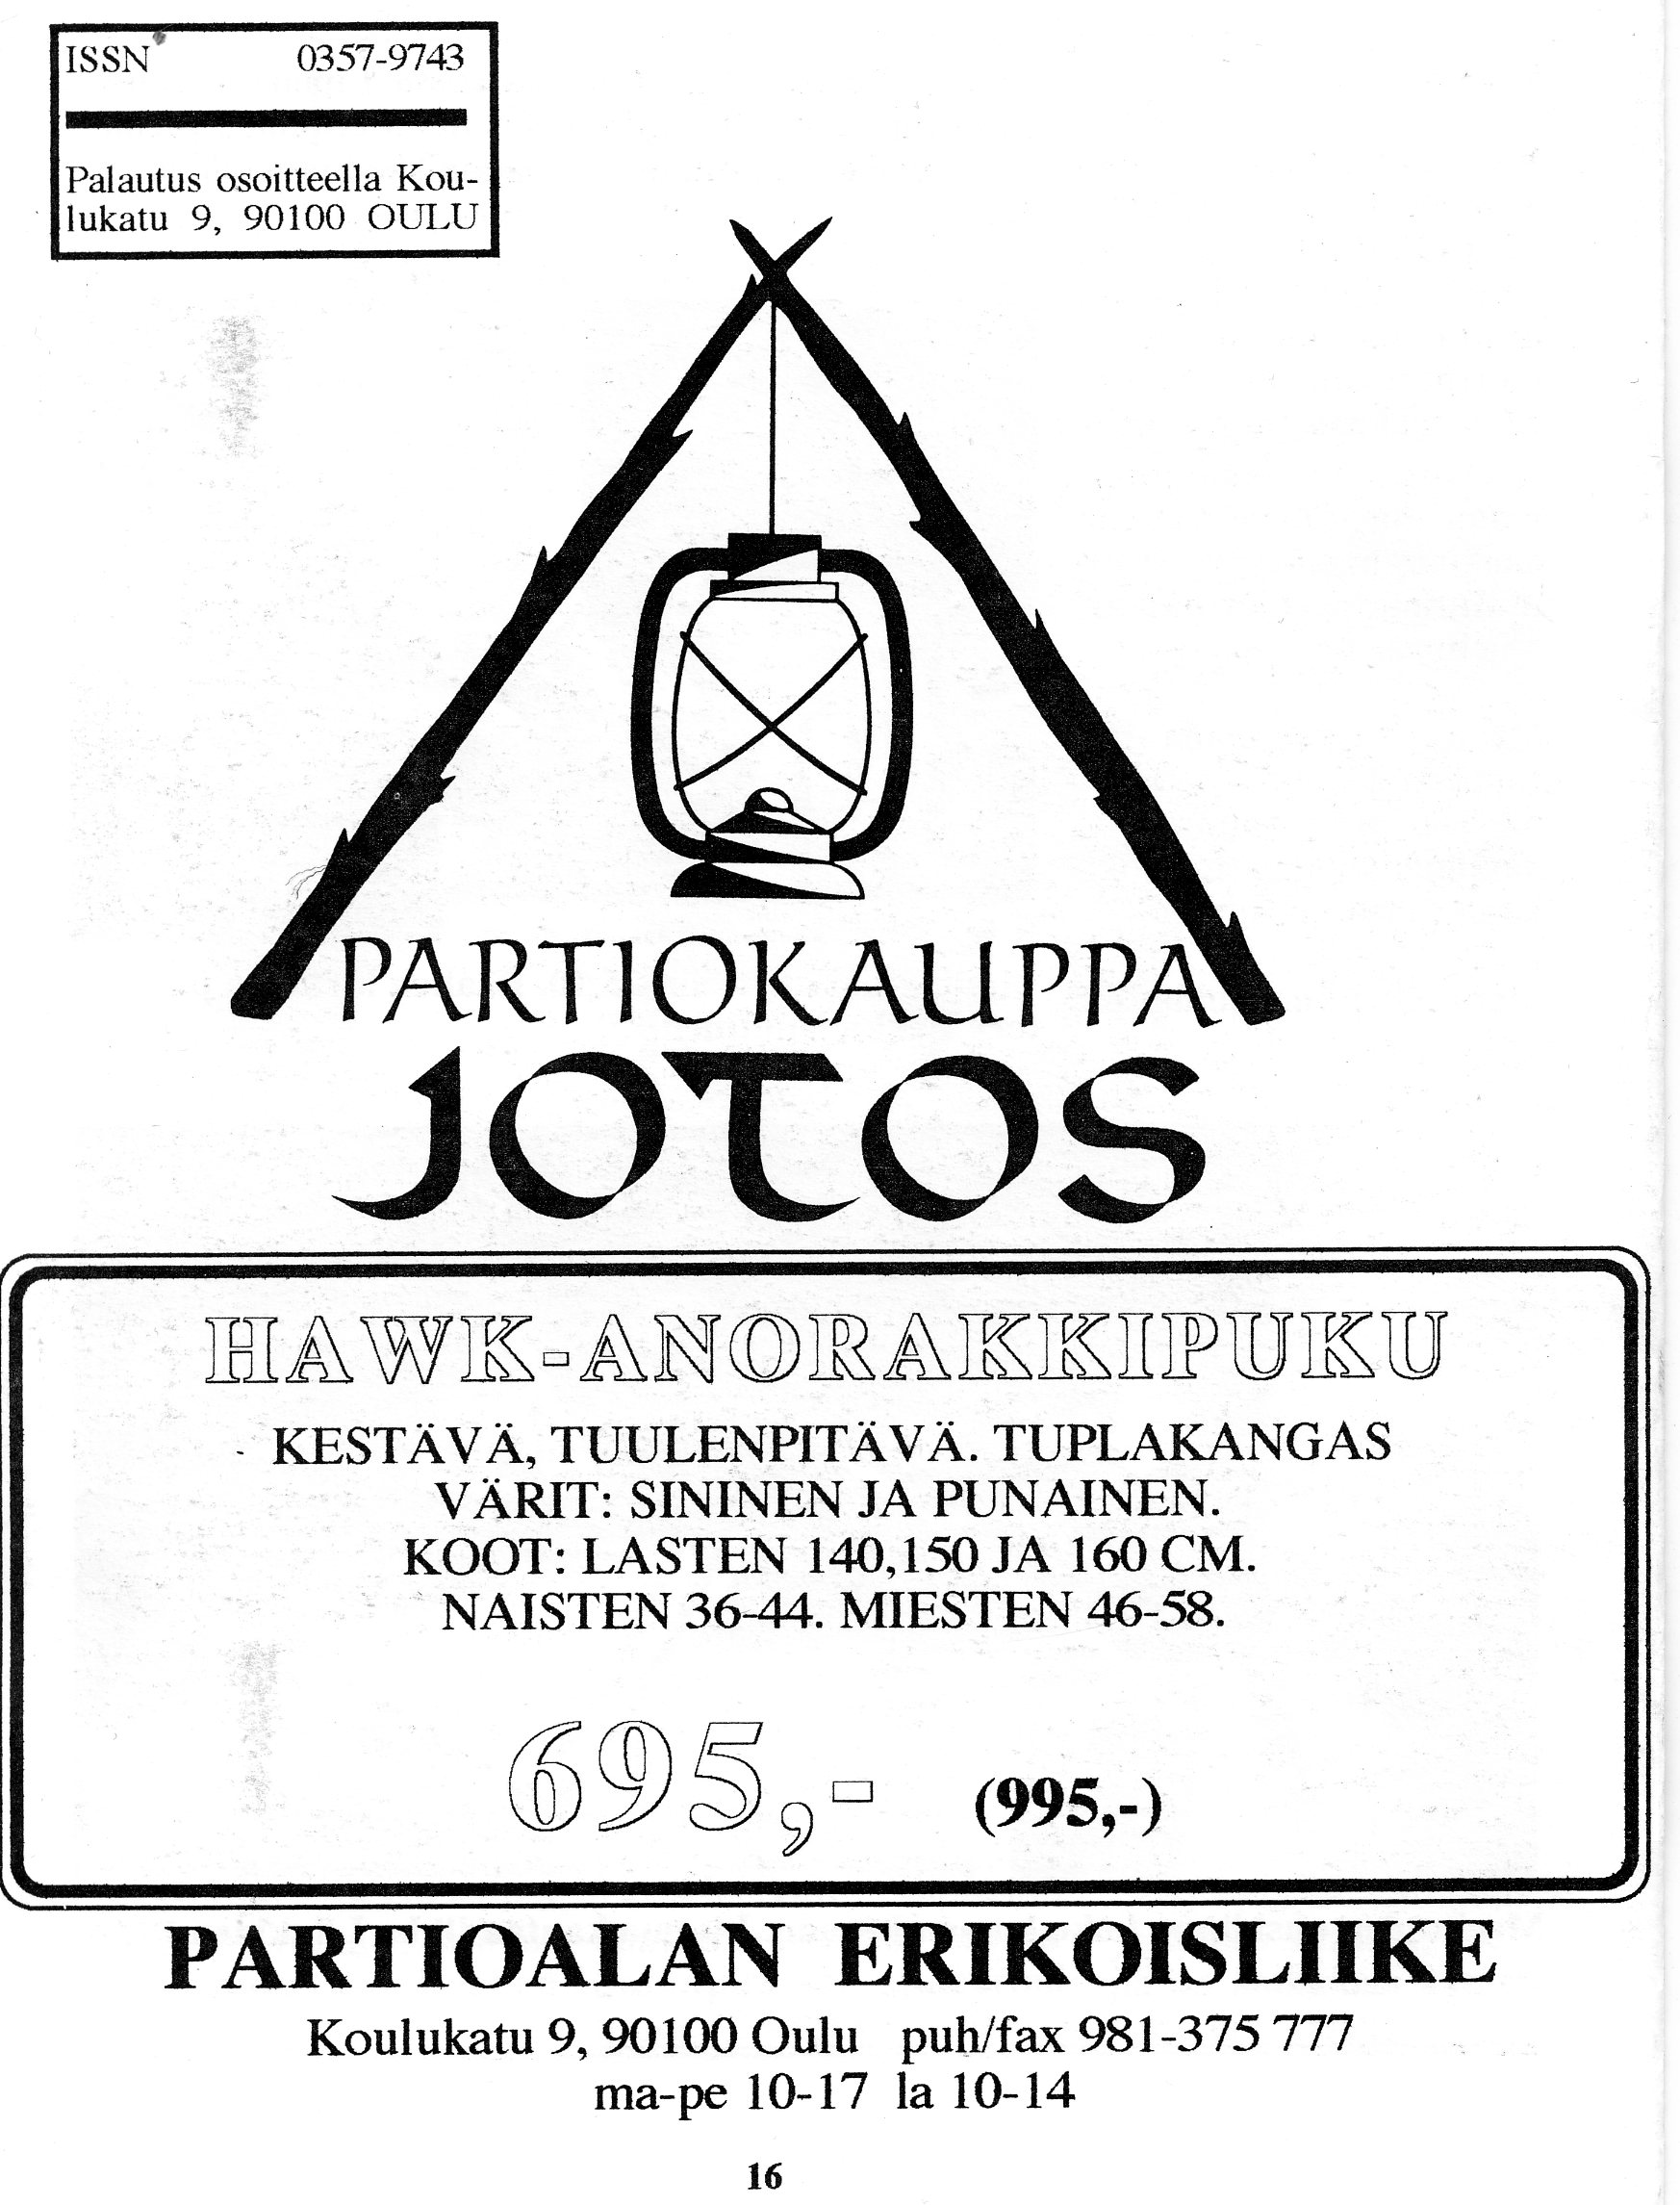 ISSN 0357-9743
Palautus osoitteella Kou-
lukatu 9, 90100 OULU
PARTIOKAUPPA
JOTOS
HAWK-ANORAKKIPUKU
- KESTÄVÄ, TUULENPITÄVÄ. TUPLAKANGAS
VÄRIT: SININEN JA PUNAINEN.
KOOT: LASTEN 140,150 JA 160 CM.
NAISTEN 36-44. MIESTEN 46-58.
695,- (995,-)
PARTIOALAN ERIKOISLIIKE
Koulukatu 9, 90100 Oulu puh/fax 981-375 777
ma-pe 10-17 la 10-14
16